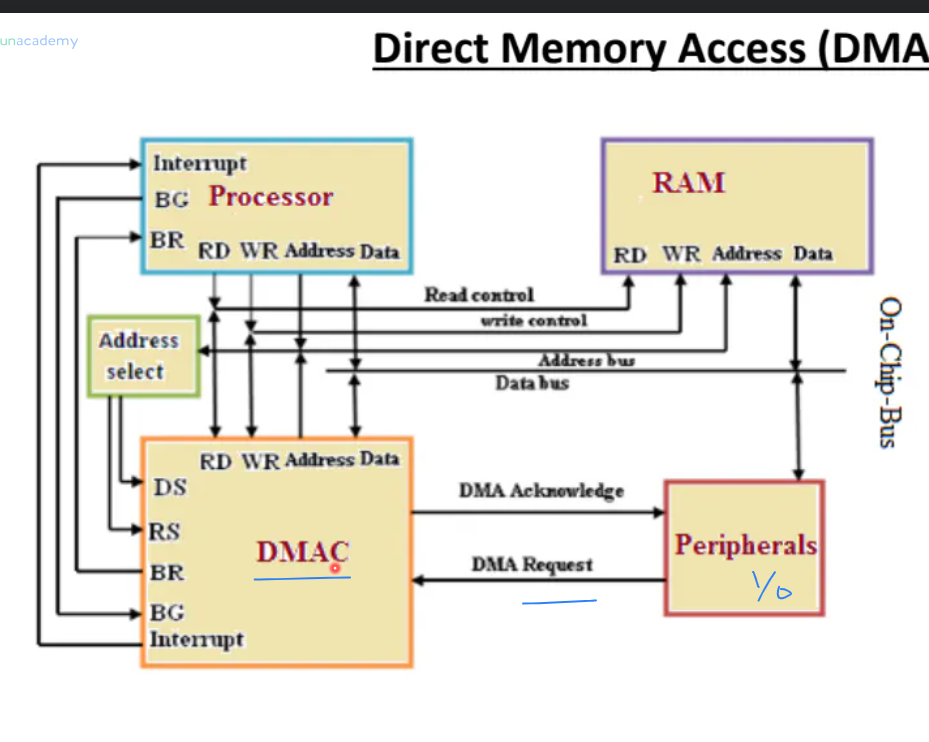 unacademy
Direct Memory Access (DMA
Interrupt
BG Processor
BR
RD WR Address Data
RAM
RD WR Address Data
Read control
write control
Address bus
Data bus
On-Chip-Bus
Address
select
RD WR Address Data
DS
RS
DMAC
BR
BG
Interrupt
DMA Acknowledge
DMA Request
Peripherals
I/O